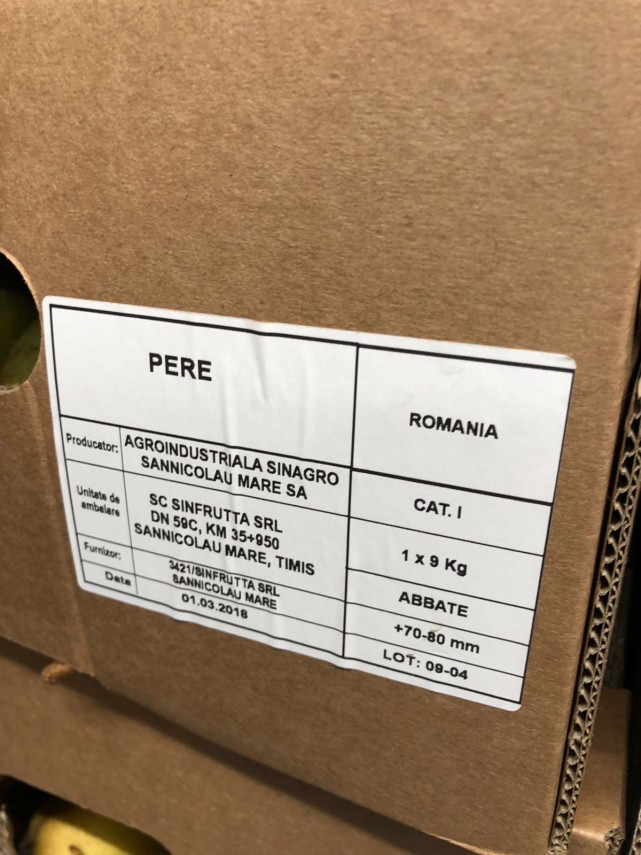 PERE
ROMANIA
Producator:
AGROINDUSTRIALA SINAGRO
SANNICOLAU MARE SA
CAT. I
Unitate de
ambalare
SC SINFRUTTA SRL
DN 59C, KM 35+950
SANNICOLAU MARE, TIMIS
1 x 9 Kg
ABBATE
Furnizor:
3421/SINFRUTTA SRL
SANNICOLAU MARE
+70-80 mm
Data
01.03.2018
LOT: 09-04